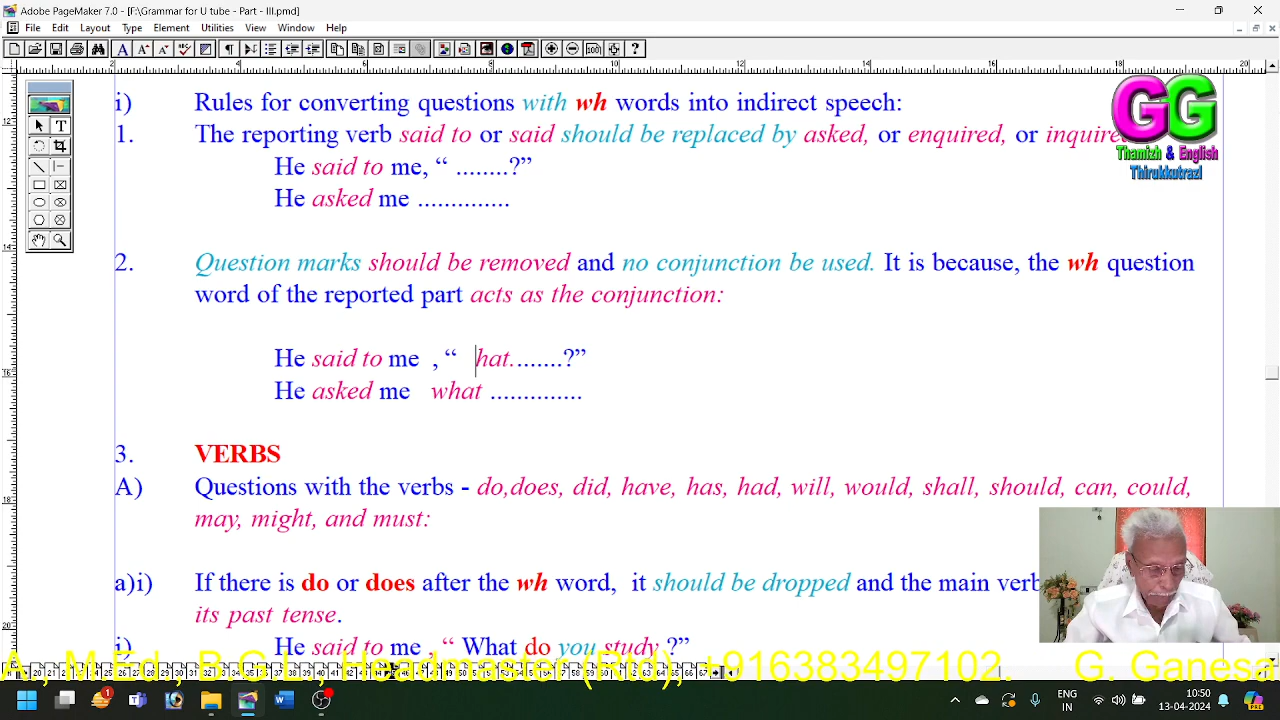 Adobe PageMaker 7.0 - [F:\Grammar for U tube - Part - III.pmd]
File Edit Layout Type Element Utilities View Window Help
i) Rules for converting questions with wh words into indirect speech:
1. The reporting verb said to or said should be replaced by asked, or enquired, or inquire
He said to me, “ ........?”
He asked me ..............
GG
Thamizh & English
Thirukkutrazl
2. Question marks should be removed and no conjunction be used. It is because, the wh question
word of the reported part acts as the conjunction:
He said to me , “ hat........?”
He asked me what ..............
3. VERBS
A) Questions with the verbs - do,does, did, have, has, had, will, would, shall, should, can, could,
may, might, and must:
a)i) If there is do or does after the wh word, it should be dropped and the main verb
its past tense.
i) He said to me , “ What do you study ?”
A., M.Ed., B.G.L., Headmaster (Rtd), +916383497102. G. Ganesa
ENG
IN
10:50
13-04-2024